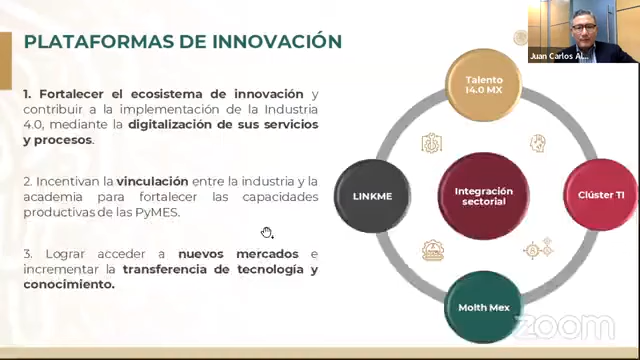 PLATAFORMAS DE INNOVACIÓN
1. Fortalecer el ecosistema de innovación y
contribuir a la implementación de la Industria
4.0, mediante la digitalización de sus servicios
y procesos.
2. Incentivan la vinculación entre la industria y la
academia para fortalecer las capacidades
productivas de las PyMES.
3. Lograr acceder a nuevos mercados e
incrementar la transferencia de tecnología y
conocimiento.
Talento
14.0 MX
LINKME
Integración
sectorial
Clúster TI
Molth Mex
Juan Carlos Al...
zoom